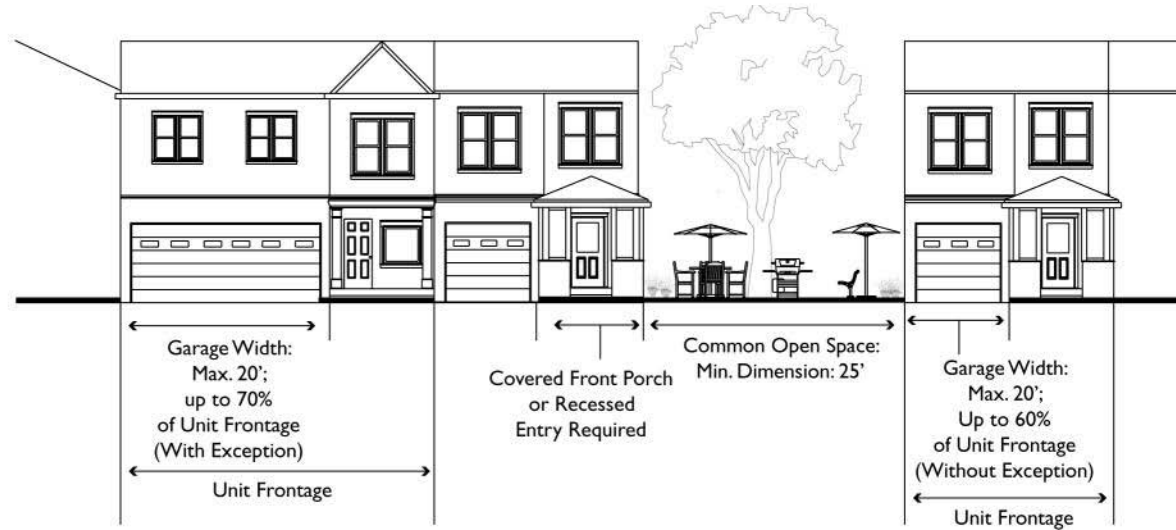 Garage Width:
Max. 20’;
up to 70%
of Unit Frontage
(With Exception)
Unit Frontage
Covered Front Porch
or Recessed
Entry Required
Common Open Space:
Min. Dimension: 25’
Garage Width:
Max. 20’;
Up to 60%
of Unit Frontage
(Without Exception)
Unit Frontage